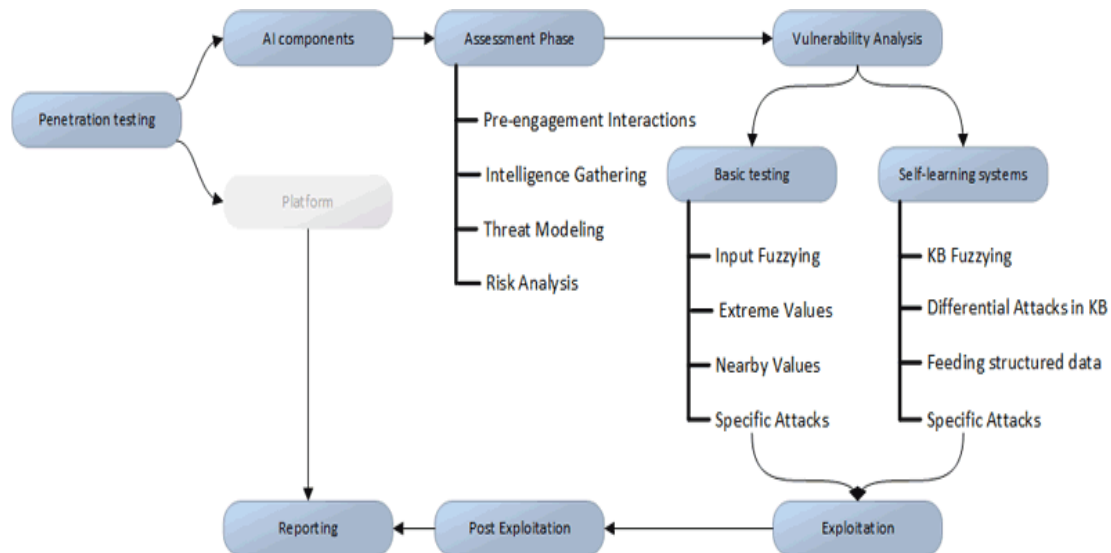 AI components
Assessment Phase
Vulnerability Analysis
Penetration testing
Pre-engagement Interactions
Intelligence Gathering
Threat Modeling
Risk Analysis
Basic testing
Self-learning systems
Platform
Input Fuzzying
Extreme Values
Nearby Values
Specific Attacks
KB Fuzzying
Differential Attacks in KB
Feeding structured data
Specific Attacks
Reporting
Post Exploitation
Exploitation